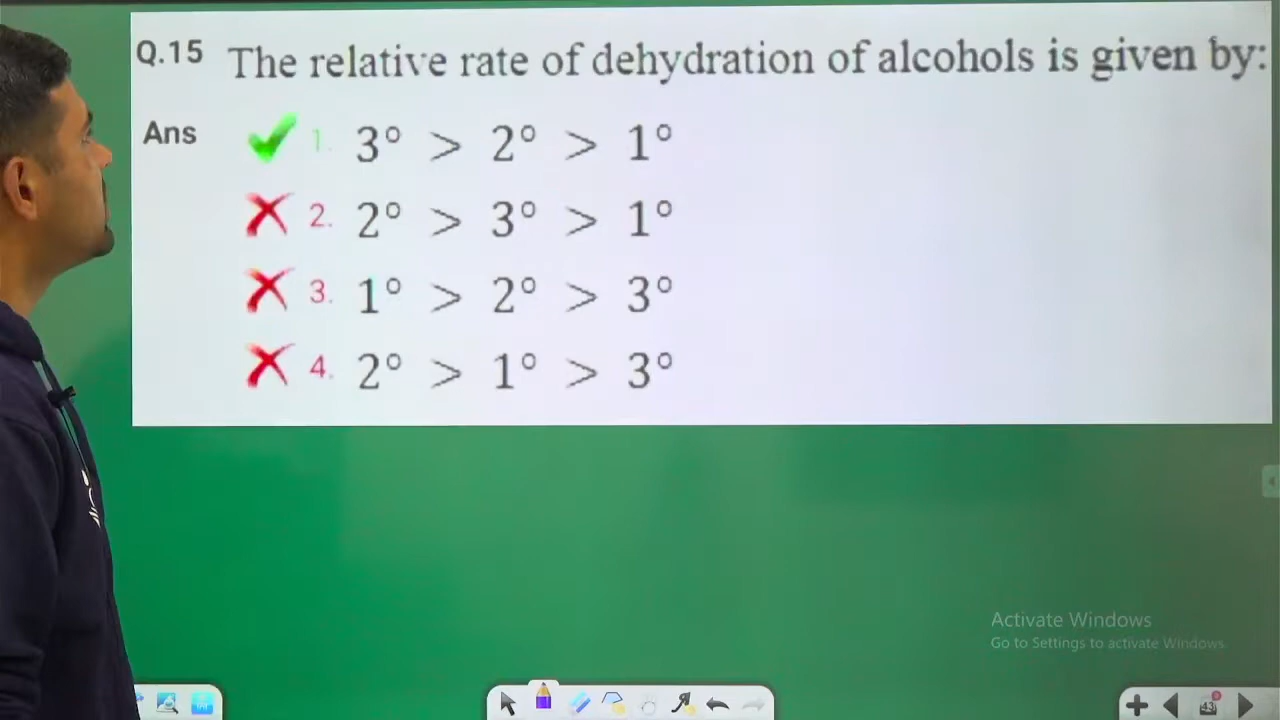 Q.15 The relative rate of dehydration of alcohols is given by:
Ans 1. 3° > 2° > 1°
2. 2° > 3° > 1°
3. 1° > 2° > 3°
4. 2° > 1° > 3°
Activate Windows
Go to Settings to activate Windows.
43